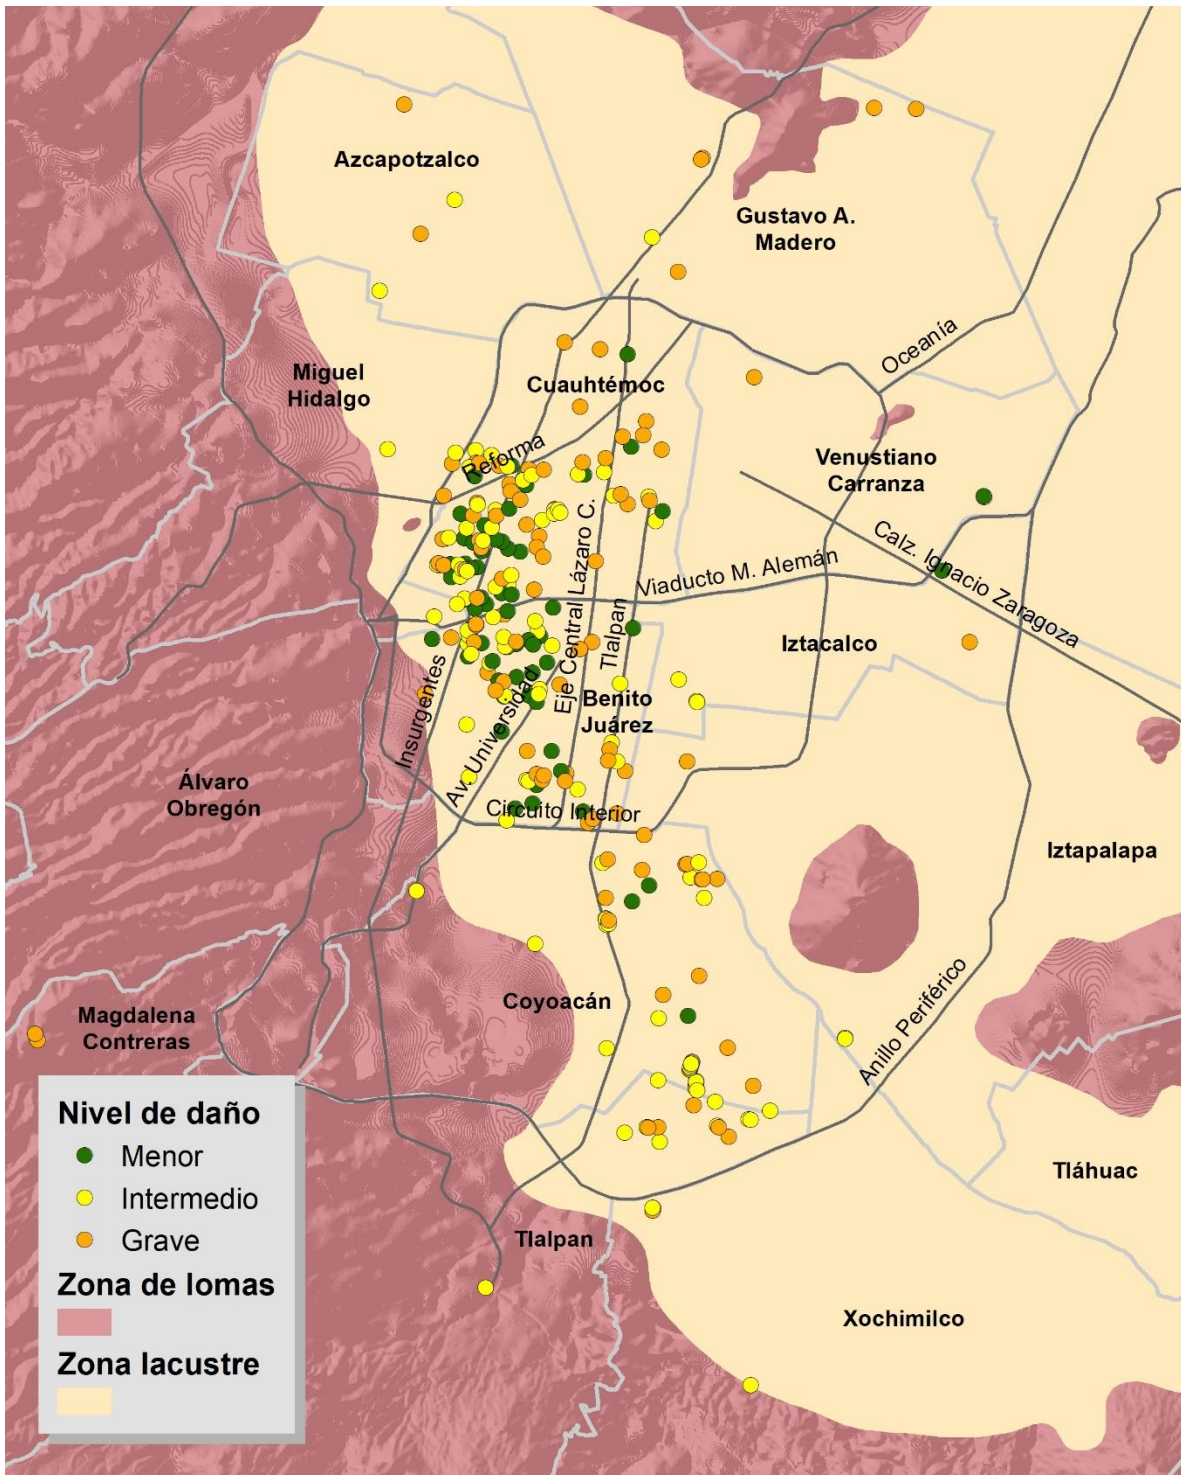 Azcapotzalco
Gustavo A.
Madero
Oceanía
Miguel
Hidalgo
Cuauhtémoc
Reforma
Venustiano
Carranza
Calz. Ignacio Zaragoza
Eje Central Lázaro C.
Viaducto M. Alemán
Tlalpan
Iztacalco
Insurgentes
Av. Universidad
Benito
Juárez
Álvaro
Obregón
Circuito Interior
Iztapalapa
Coyoacán
Anillo Periférico
Magdalena
Contreras
Tláhuac
Tlalpan
Xochimilco
Nivel de daño
Menor
Intermedio
Grave
Zona de lomas
Zona lacustre